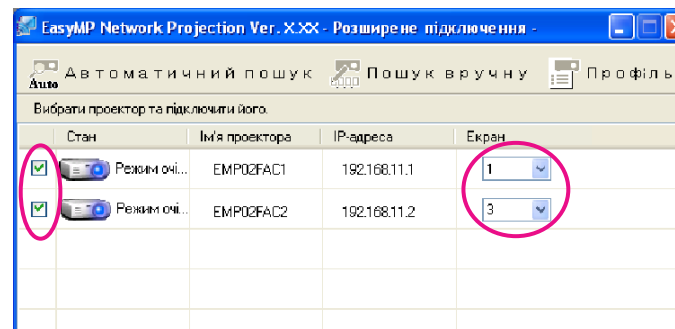 EasyMP Network Projection Ver. X.XX - Розширене підключення -
Auto Автоматичний пошук Пошук вручну Профіль
Вибрати проектор та підключити його.
Стан Ім'я проектора IP-адреса Екран
Режим очі... EMP02FAC1 192.168.11.1 1
Режим очі... EMP02FAC2 192.168.11.2 3